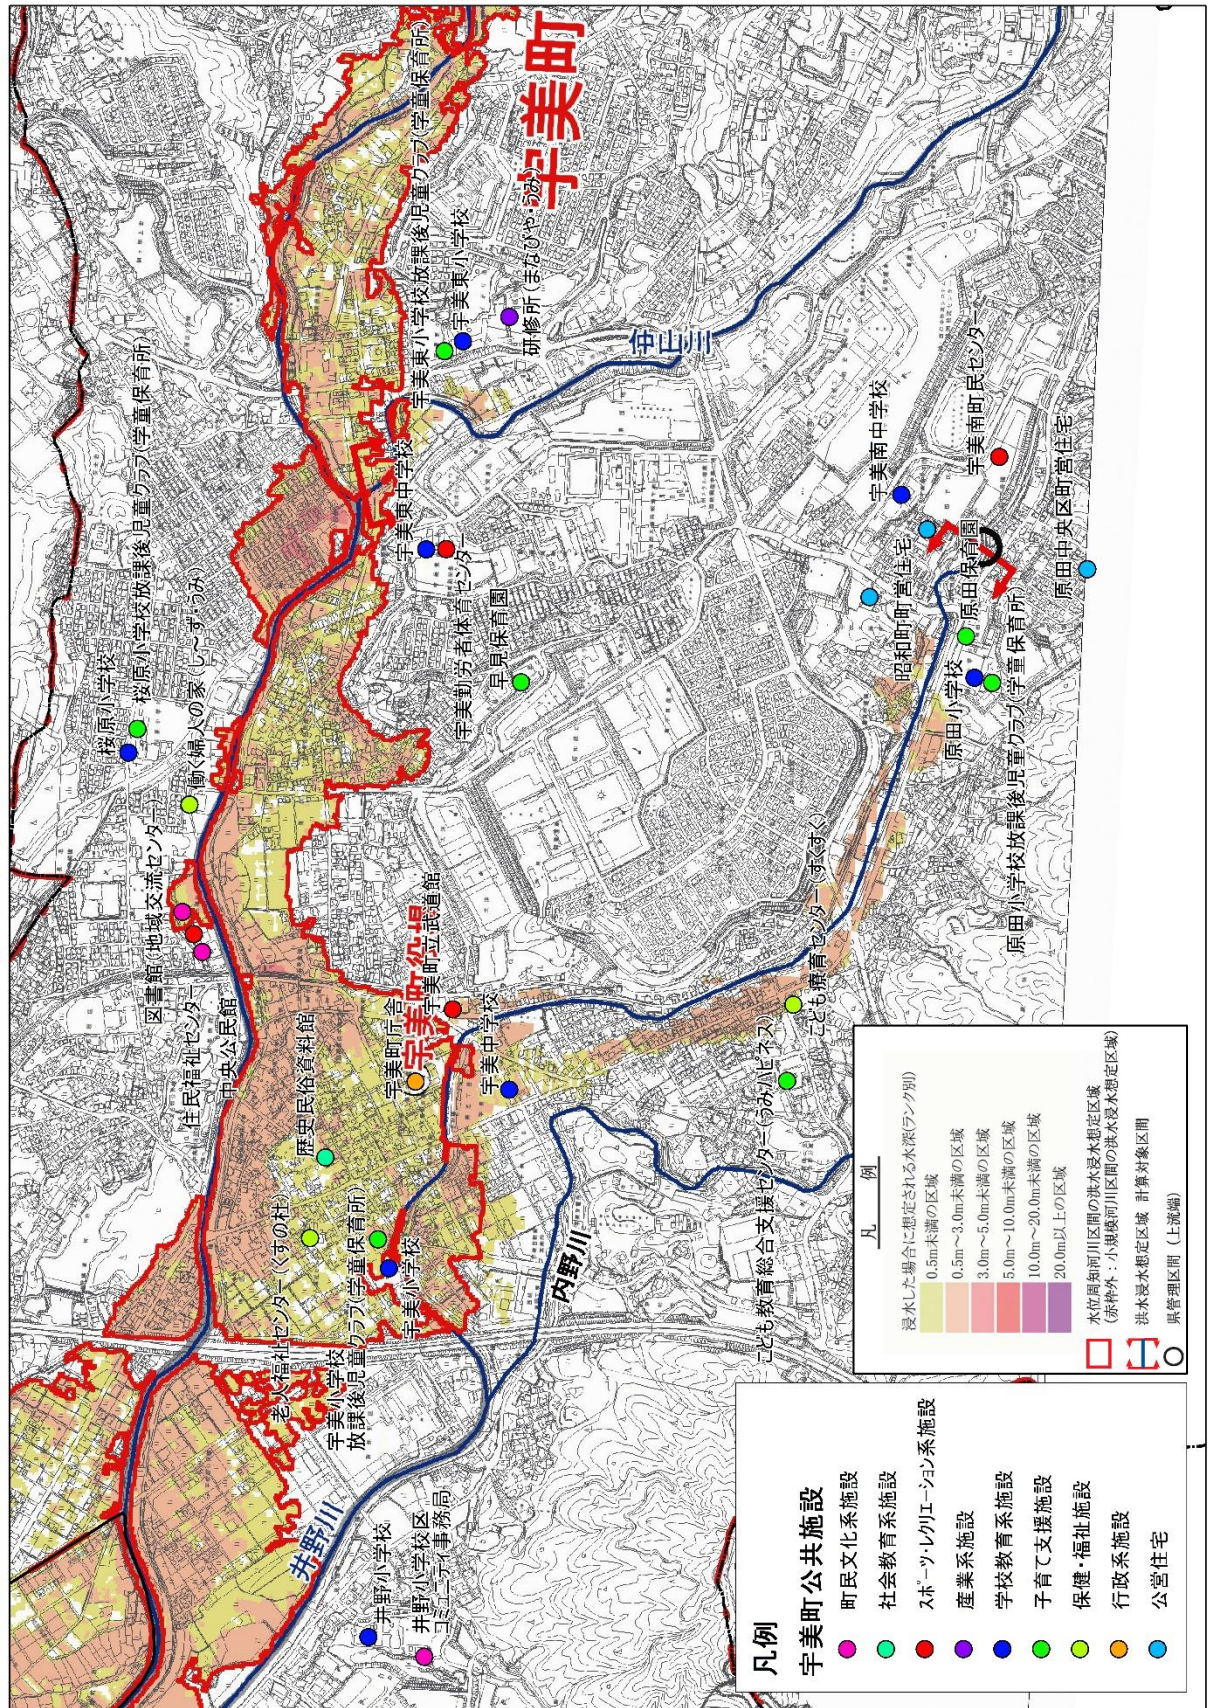 桜原小学校
桜原小学校放課後児童クラブ(学童保育所)
働く婦人の家(し～ず・うみ)
図書館(地域交流センター)
住民福祉センター
中央公民館
宇美町
宇美東小学校放課後児童クラブ(学童保育所)
宇美東小学校
研修所(まなびや・うみ)
仲山川
宇美東中学校
宇美勤労者体育センター
早見保育園
歴史民俗資料館
宇美町庁舎
宇美町役場
宇美町立武道館
宇美中学校
老人福祉センター(くすの杜)
宇美小学校
放課後児童クラブ(学童保育所)
宇美小学校
宇美南中学校
宇美南町民センター
昭和町町営住宅
原田保育園
原田中央区町営住宅
原田小学校
原田小学校放課後児童クラブ(学童保育所)
こども療育センター(すくすく)
こども教育総合支援センター(うみハピネス)
内野川
井野川
井野小学校
井野小学校区
コミュニティ事務局
凡例
宇美町公共施設
町民文化系施設
社会教育系施設
スポーツ・レクリエーション系施設
産業系施設
学校教育系施設
子育て支援施設
保健・福祉施設
行政系施設
公営住宅
凡 例
浸水した場合に想定される水深(ランク別)
0.5m未満の区域
0.5m～3.0m未満の区域
3.0m～5.0m未満の区域
5.0m～10.0m未満の区域
10.0m～20.0m未満の区域
20.0m以上の区域
水位周知河川区間の洪水浸水想定区域
(赤枠外:小規模河川区間の洪水浸水想定区域)
洪水浸水想定区域 計算対象区間
県管理区間(上流端)